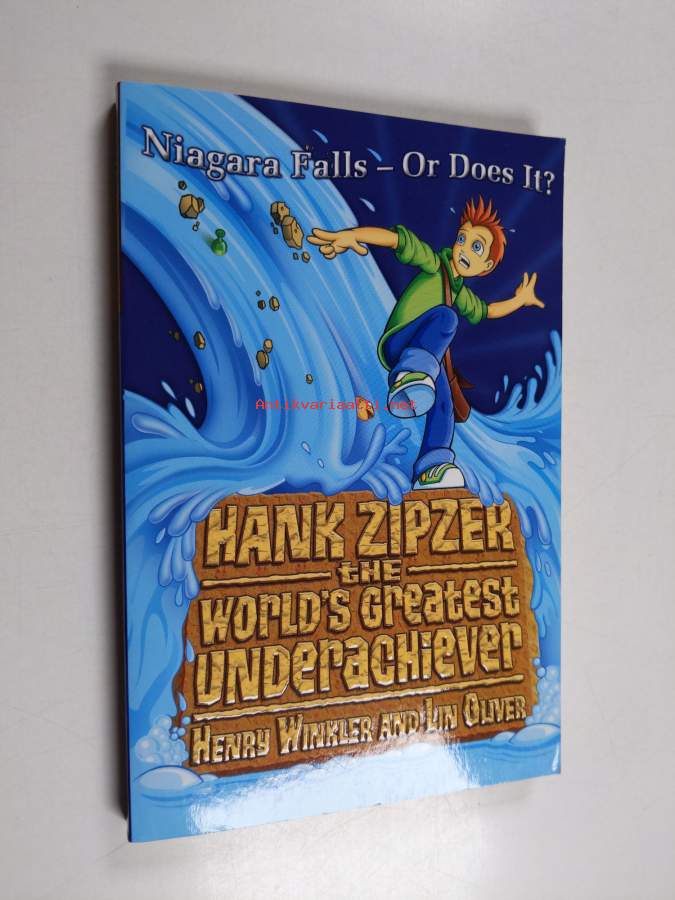 Niagara Falls – Or Does It?
Antikvariaatti.net
HANK ZIPZER
the
World's Greatest
Underachiever
Henry Winkler and Lin Oliver